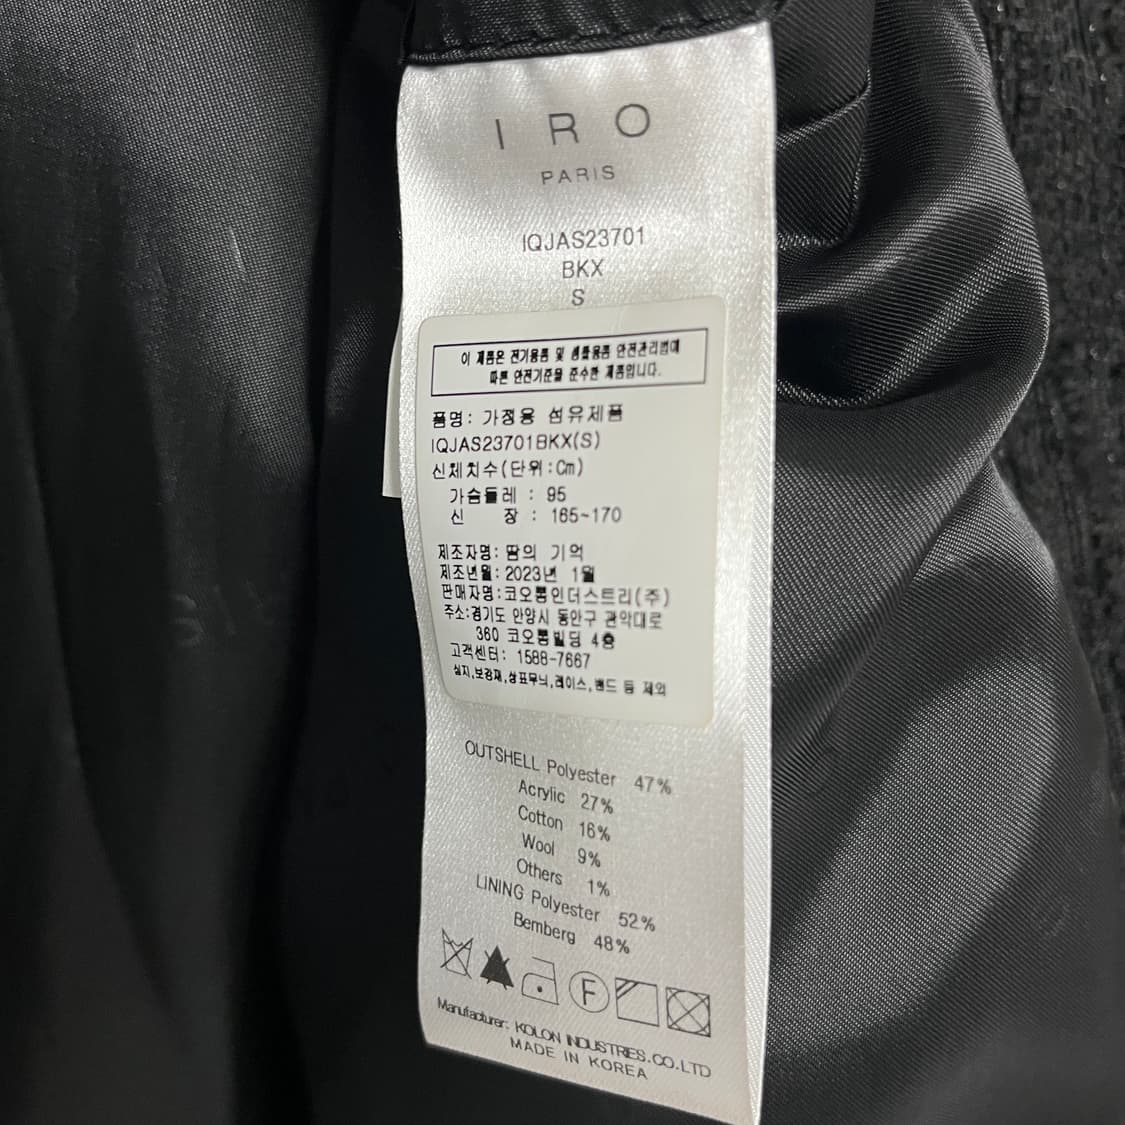 I R O
PARIS
IQJAS23701
BKX
S
이 제품은 전기용품 및 생활용품 안전관리법에
따른 안전기준을 준수한 제품입니다.
품명: 가정용 섬유제품
IQJAS23701BKX(S)
신체치수(단위:Cm)
가슴둘레 : 95
신 장 : 165~170
제조자명: 땀의 기억
제조년월: 2023년 1월
판매자명:코오롱인더스트리(주)
주소:경기도 안양시 동안구 관악대로
360 코오롱빌딩 4층
고객센터: 1588-7667
심지,보강재,상표무늬,레이스,밴드 등 제외
OUTSHELL Polyester 47%
Acrylic 27%
Cotton 16%
Wool 9%
Others 1%
LINING Polyester 52%
Bemberg 48%
F
Manufacturer: KOLON INDUSTRIES.CO.LTD
MADE IN KOREA